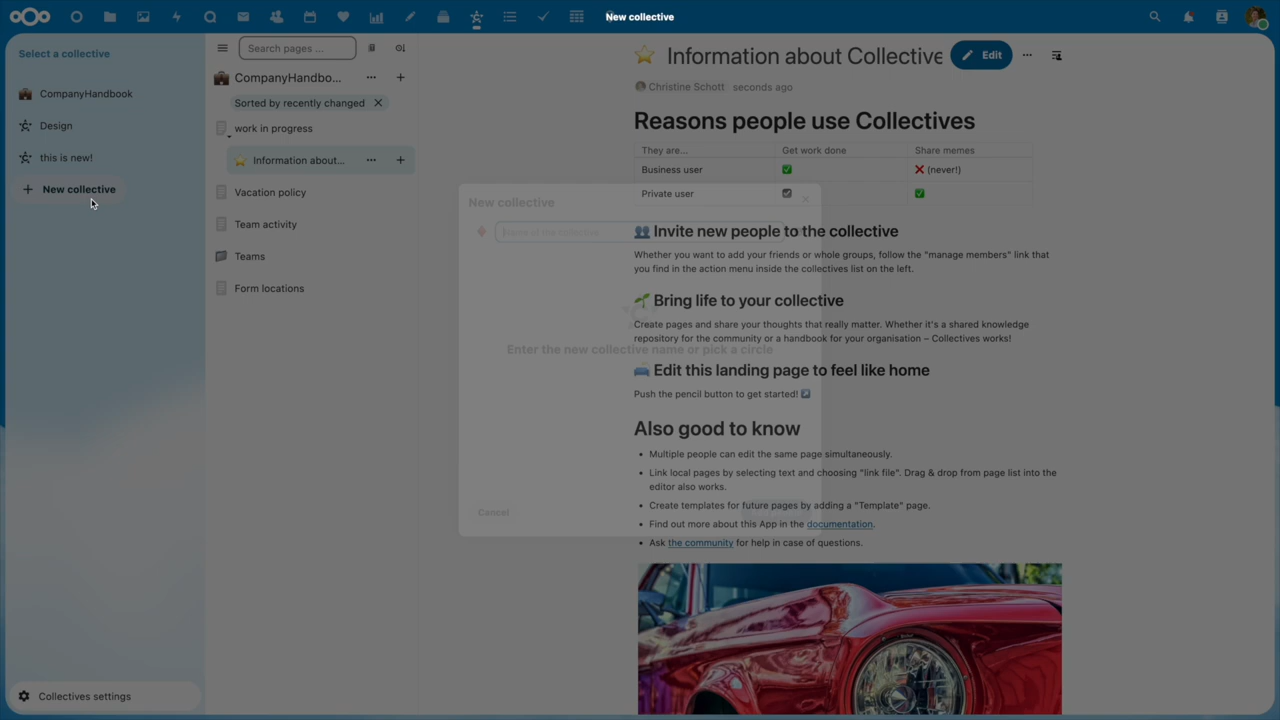 New collective
Select a collective
CompanyHandbook
Design
this is new!
New collective
Collectives settings
Search pages ...
CompanyHandbo...
Sorted by recently changed
work in progress
Information about...
Vacation policy
Team activity
Teams
Form locations
Information about Collective
Edit
Christine Schott seconds ago
Reasons people use Collectives
They are... Get work done Share memes
Business user ✅ ❌ (never!)
Private user ☑ ✅
👥 Invite new people to the collective
Whether you want to add your friends or whole groups, follow the "manage members" link that
you find in the action menu inside the collectives list on the left.
🌱 Bring life to your collective
Create pages and share your thoughts that really matter. Whether it's a shared knowledge
repository for the community or a handbook for your organisation – Collectives works!
🛋️ Edit this landing page to feel like home
Push the pencil button to get started! ↗️
Also good to know
• Multiple people can edit the same page simultaneously.
• Link local pages by selecting text and choosing "link file". Drag & drop from page list into the
editor also works.
• Create templates for future pages by adding a "Template" page.
• Find out more about this App in the documentation.
• Ask the community for help in case of questions.
New collective
Name of the collective
Enter the new collective name or pick a circle
Cancel